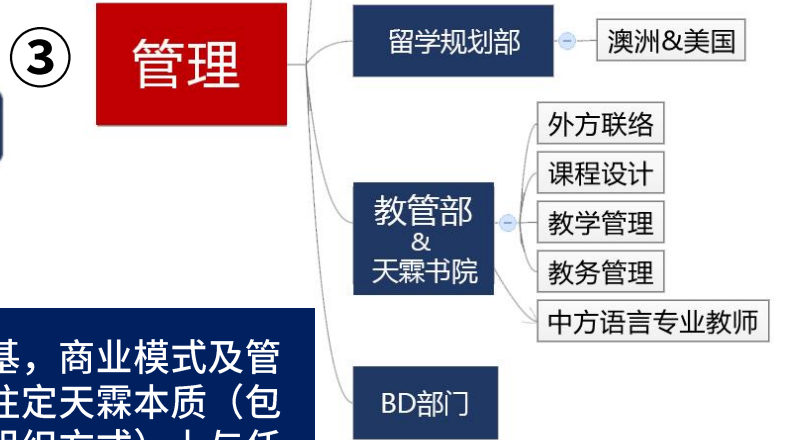 ③
管理
留学规划部
澳洲&美国
教管部
&
天霖书院
外方联络
课程设计
教学管理
教务管理
中方语言专业教师
BD部门
基，商业模式及管
注定天霖本质（包